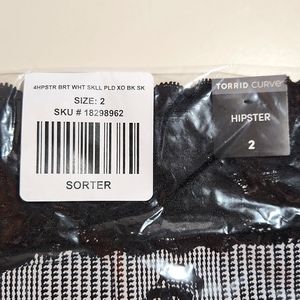 4HPSTR BRT WHT SKLL PLD XO BK SK
SIZE: 2
SKU # 18298962
SORTER
TORRID CURVE
HIPSTER
2